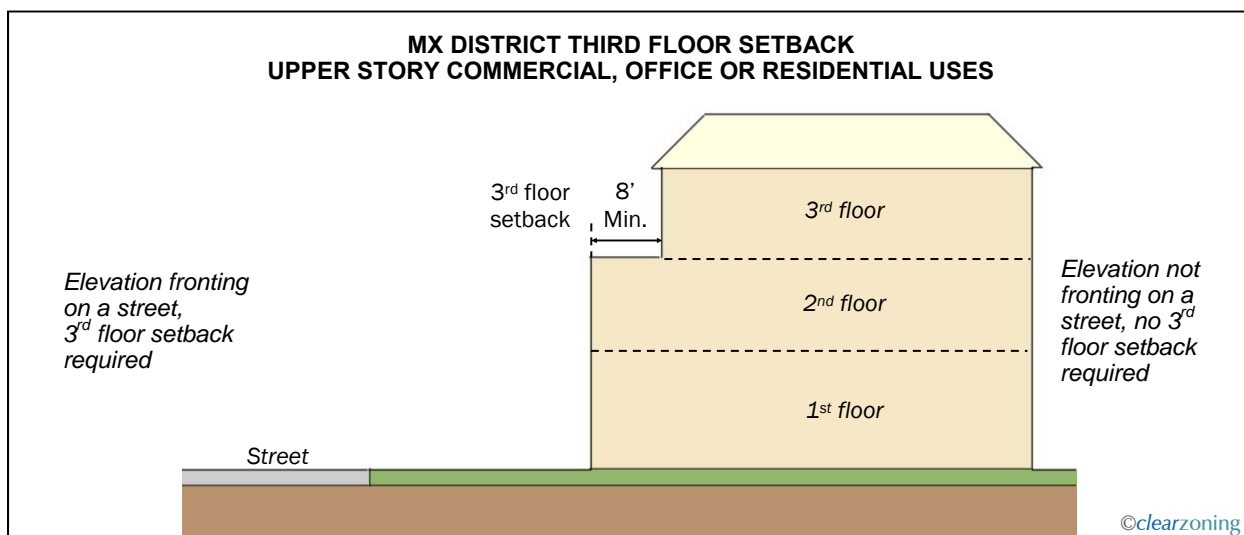 MX DISTRICT THIRD FLOOR SETBACK
UPPER STORY COMMERCIAL, OFFICE OR RESIDENTIAL USES
3rd floor
setback
8’
Min.
3rd floor
Elevation fronting
on a street,
3rd floor setback
required
2nd floor
Elevation not
fronting on a
street, no 3rd
floor setback
required
1st floor
Street
©clearzoning